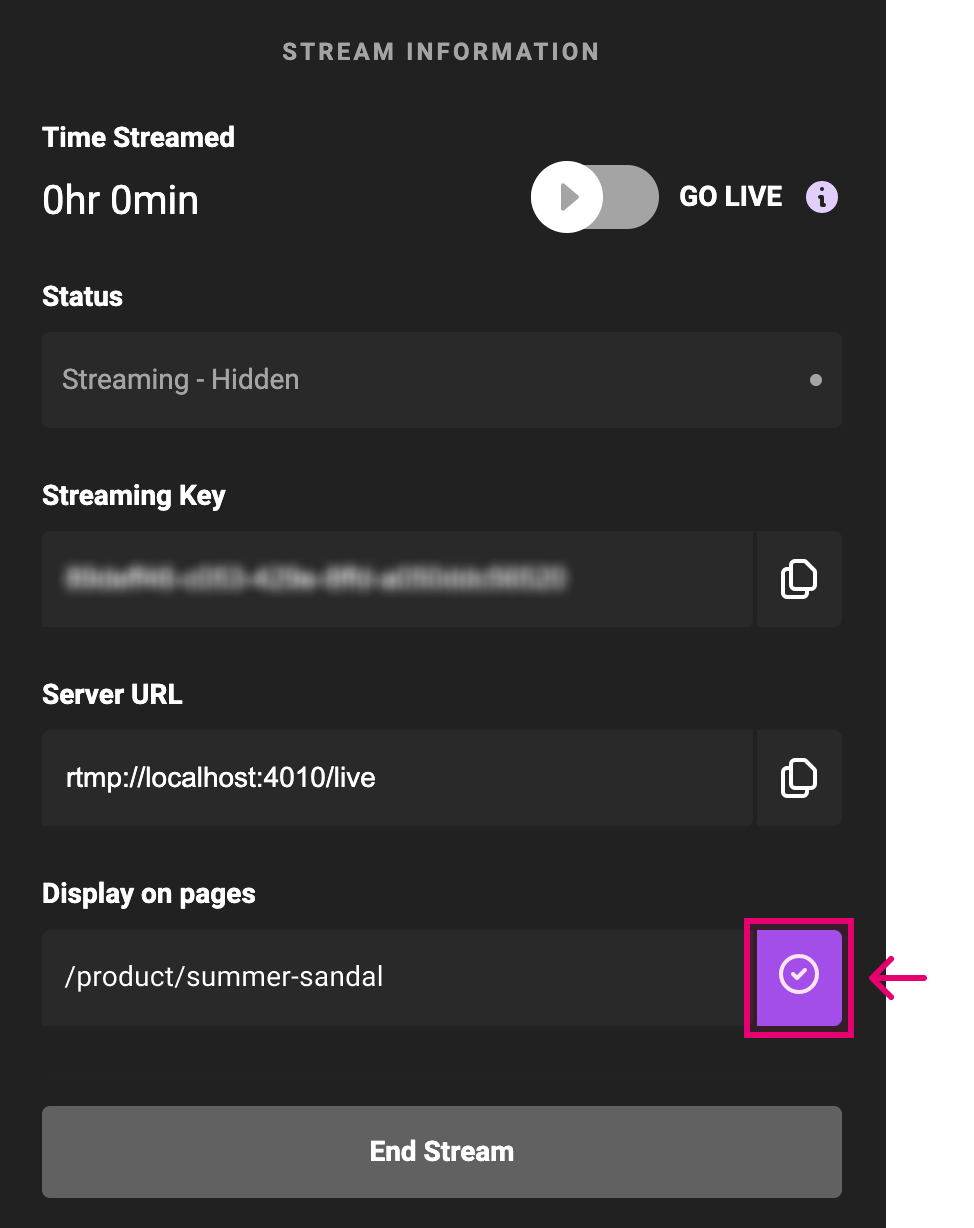 STREAM INFORMATION
Time Streamed
0hr 0min
GO LIVE
Status
Streaming - Hidden
Streaming Key
Server URL
rtmp://localhost:4010/live
Display on pages
/product/summer-sandal
End Stream